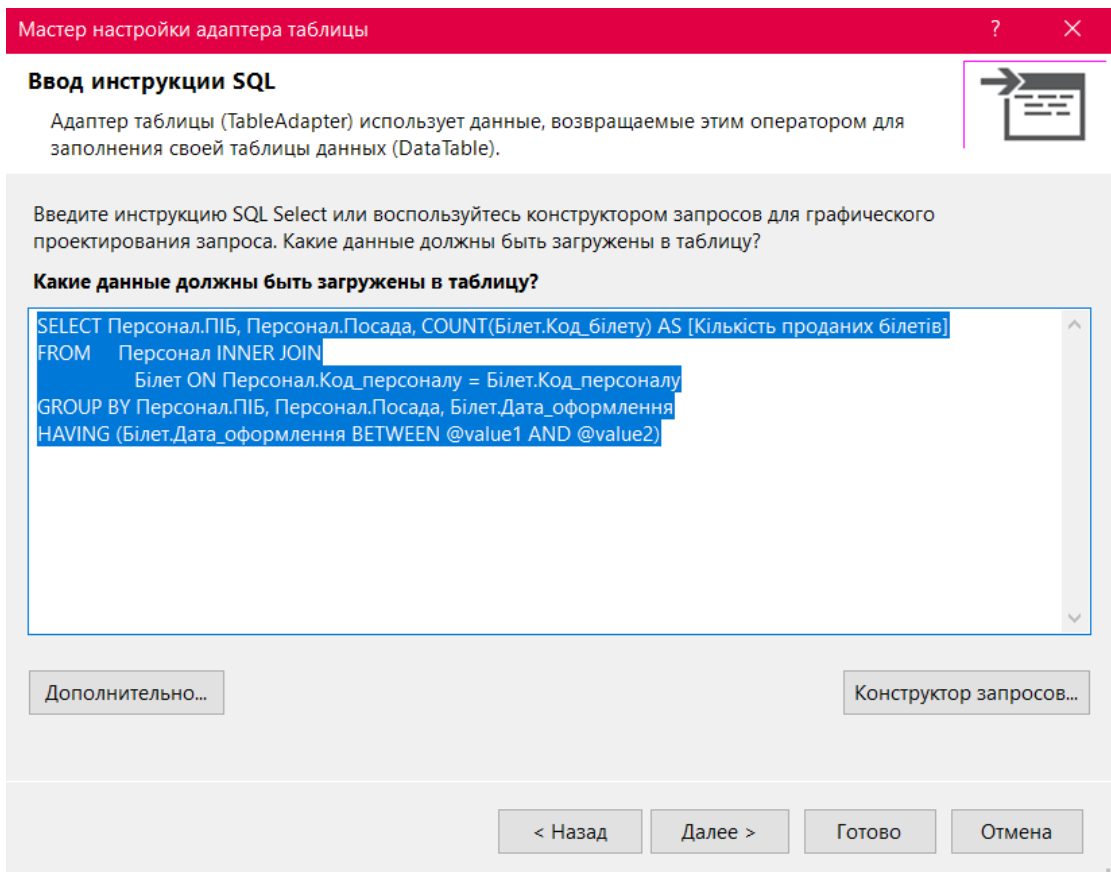 Мастер настройки адаптера таблицы
?
Ввод инструкции SQL
Адаптер таблицы (TableAdapter) использует данные, возвращаемые этим оператором для
заполнения своей таблицы данных (DataTable).
Введите инструкцию SQL Select или воспользуйтесь конструктором запросов для графического
проектирования запроса. Какие данные должны быть загружены в таблицу?
Какие данные должны быть загружены в таблицу?
SELECT Персонал.ПІБ, Персонал.Посада, COUNT(Білет.Код_білету) AS [Кількість проданих білетів]
FROM Персонал INNER JOIN
Білет ON Персонал.Код_персоналу = Білет.Код_персоналу
GROUP BY Персонал.ПІБ, Персонал.Посада, Білет.Дата_оформлення
HAVING (Білет.Дата_оформлення BETWEEN @value1 AND @value2)
Дополнительно...
Конструктор запросов...
< Назад
Далее >
Готово
Отмена